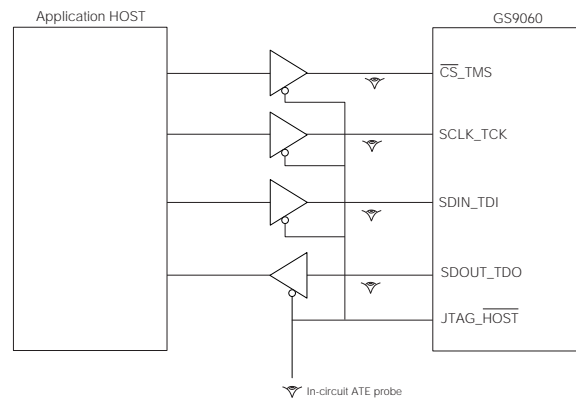 Application HOST
GS9060
CS_TMS
SCLK_TCK
SDIN_TDI
SDOUT_TDO
JTAG_HOST
In-circuit ATE probe